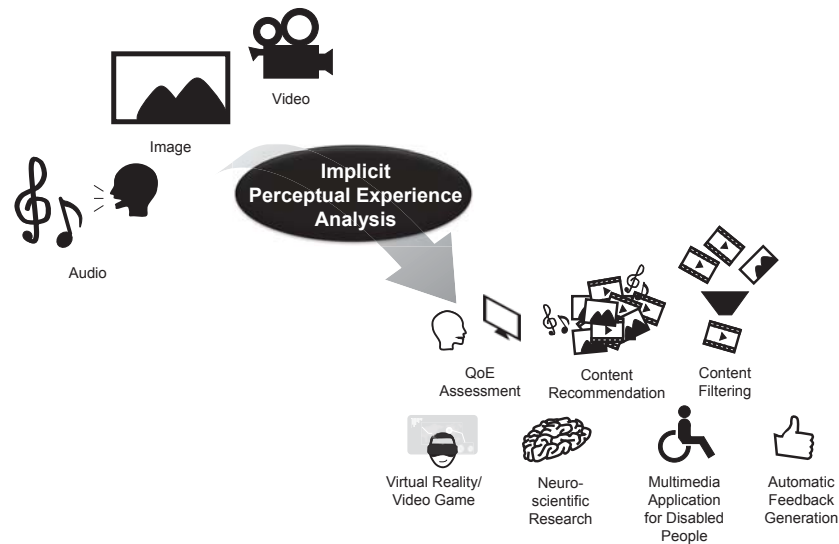 Video
Image
Implicit
Perceptual Experience
Analysis
Audio
QoE
Assessment
Content
Recommendation
Content
Filtering
Virtual Reality/
Video Game
Neuro-
scientific
Research
Multimedia
Application
for Disabled
People
Automatic
Feedback
Generation